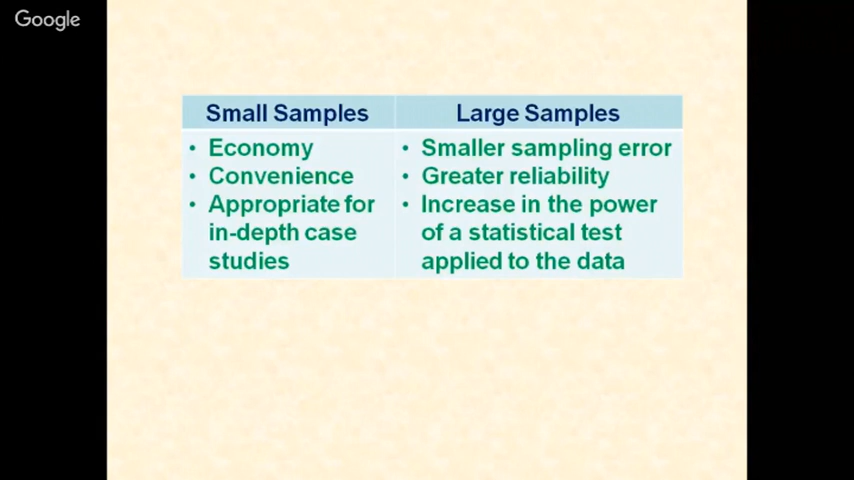 Google
Small Samples
Large Samples
• Economy
• Convenience
• Appropriate for
in-depth case
studies
• Smaller sampling error
• Greater reliability
• Increase in the power
of a statistical test
applied to the data